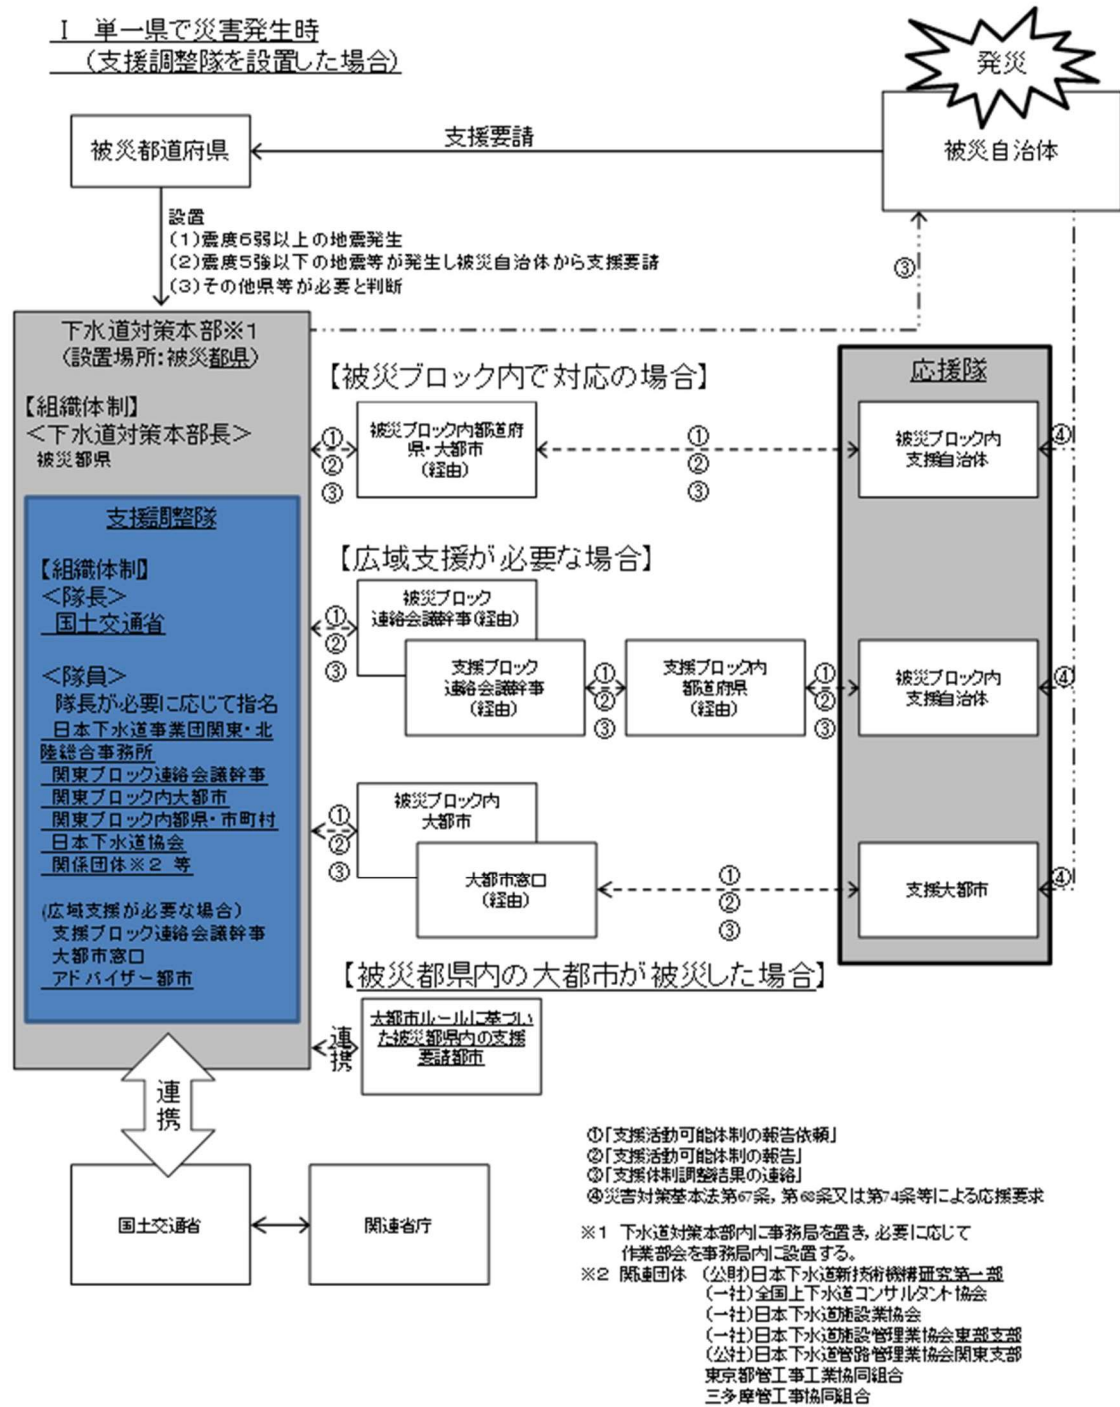 Ⅰ 単一県で災害発生時
(支援調整隊を設置した場合)
発災
被災都道府県
支援要請
被災自治体
設置
(1)震度6弱以上の地震発生
(2)震度5強以下の地震等が発生し被災自治体から支援要請
(3)その他県等が必要と判断
③
下水道対策本部※1
(設置場所:被災都県)
【組織体制】
<下水道対策本部長>
被災都県
支援調整隊
【組織体制】
<隊長>
国土交通省
<隊員>
隊長が必要に応じて指名
日本下水道事業団関東・北
陸総合事務所
関東ブロック連絡会議幹事
関東ブロック内大都市
関東ブロック内都県・市町村
日本下水道協会
関係団体※2 等
(広域支援が必要な場合)
支援ブロック連絡会議幹事
大都市窓口
アドバイザー都市
【被災ブロック内で対応の場合】
①
②
③
被災ブロック内都道府
県・大都市
(経由)
①
②
③
応援隊
被災ブロック内
支援自治体
④
【広域支援が必要な場合】
①
②
③
被災ブロック
連絡会議幹事(経由)
支援ブロック
連絡会議幹事
(経由)
①
②
③
支援ブロック内
都道府県
(経由)
①
②
③
被災ブロック内
支援自治体
④
①
②
③
被災ブロック内
大都市
大都市窓口
(経由)
①
②
③
支援大都市
④
【被災都県内の大都市が被災した場合】
連携
大都市ルールに基づい
た被災都県内の支援
要請都市
連携
国土交通省
関連省庁
①「支援活動可能体制の報告依頼」
②「支援活動可能体制の報告」
③「支援体制調整結果の連絡」
④災害対策基本法第67条,第68条又は第74条等による応援要求
※1 下水道対策本部内に事務局を置き,必要に応じて
作業部会を事務局内に設置する。
※2 関連団体 (公財)日本下水道新技術機構研究第一部
(一社)全国上下水道コンサルタント協会
(一社)日本下水道施設業協会
(一社)日本下水道施設管理業協会東部支部
(公社)日本下水道管路管理業協会関東支部
東京都管工事工業協同組合
三多摩管工事協同組合